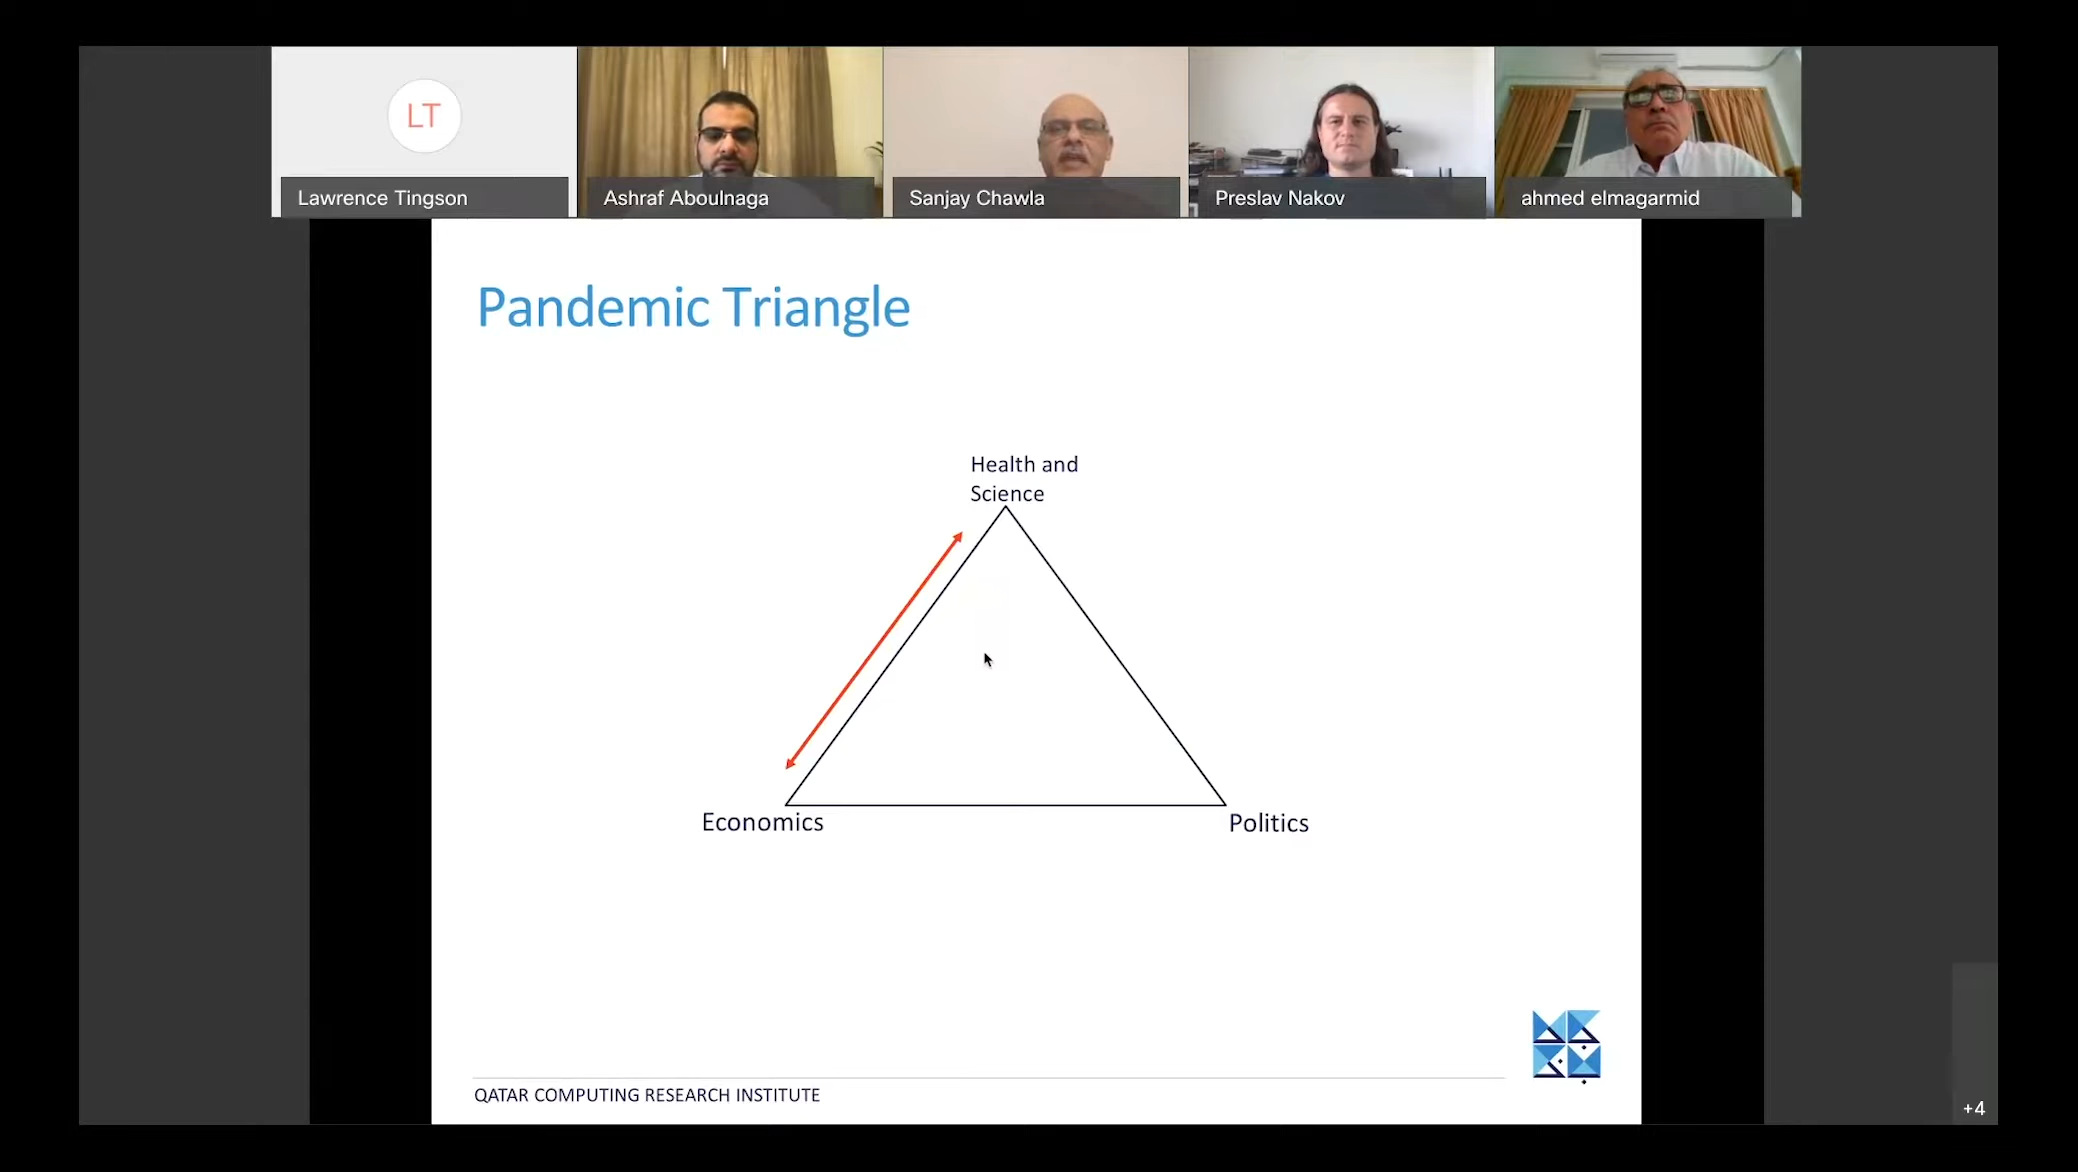 LT
Lawrence Tingson
Ashraf Aboulnaga
Sanjay Chawla
Preslav Nakov
ahmed elmagarmid
Pandemic Triangle
Health and
Science
Economics
Politics
QATAR COMPUTING RESEARCH INSTITUTE
+4